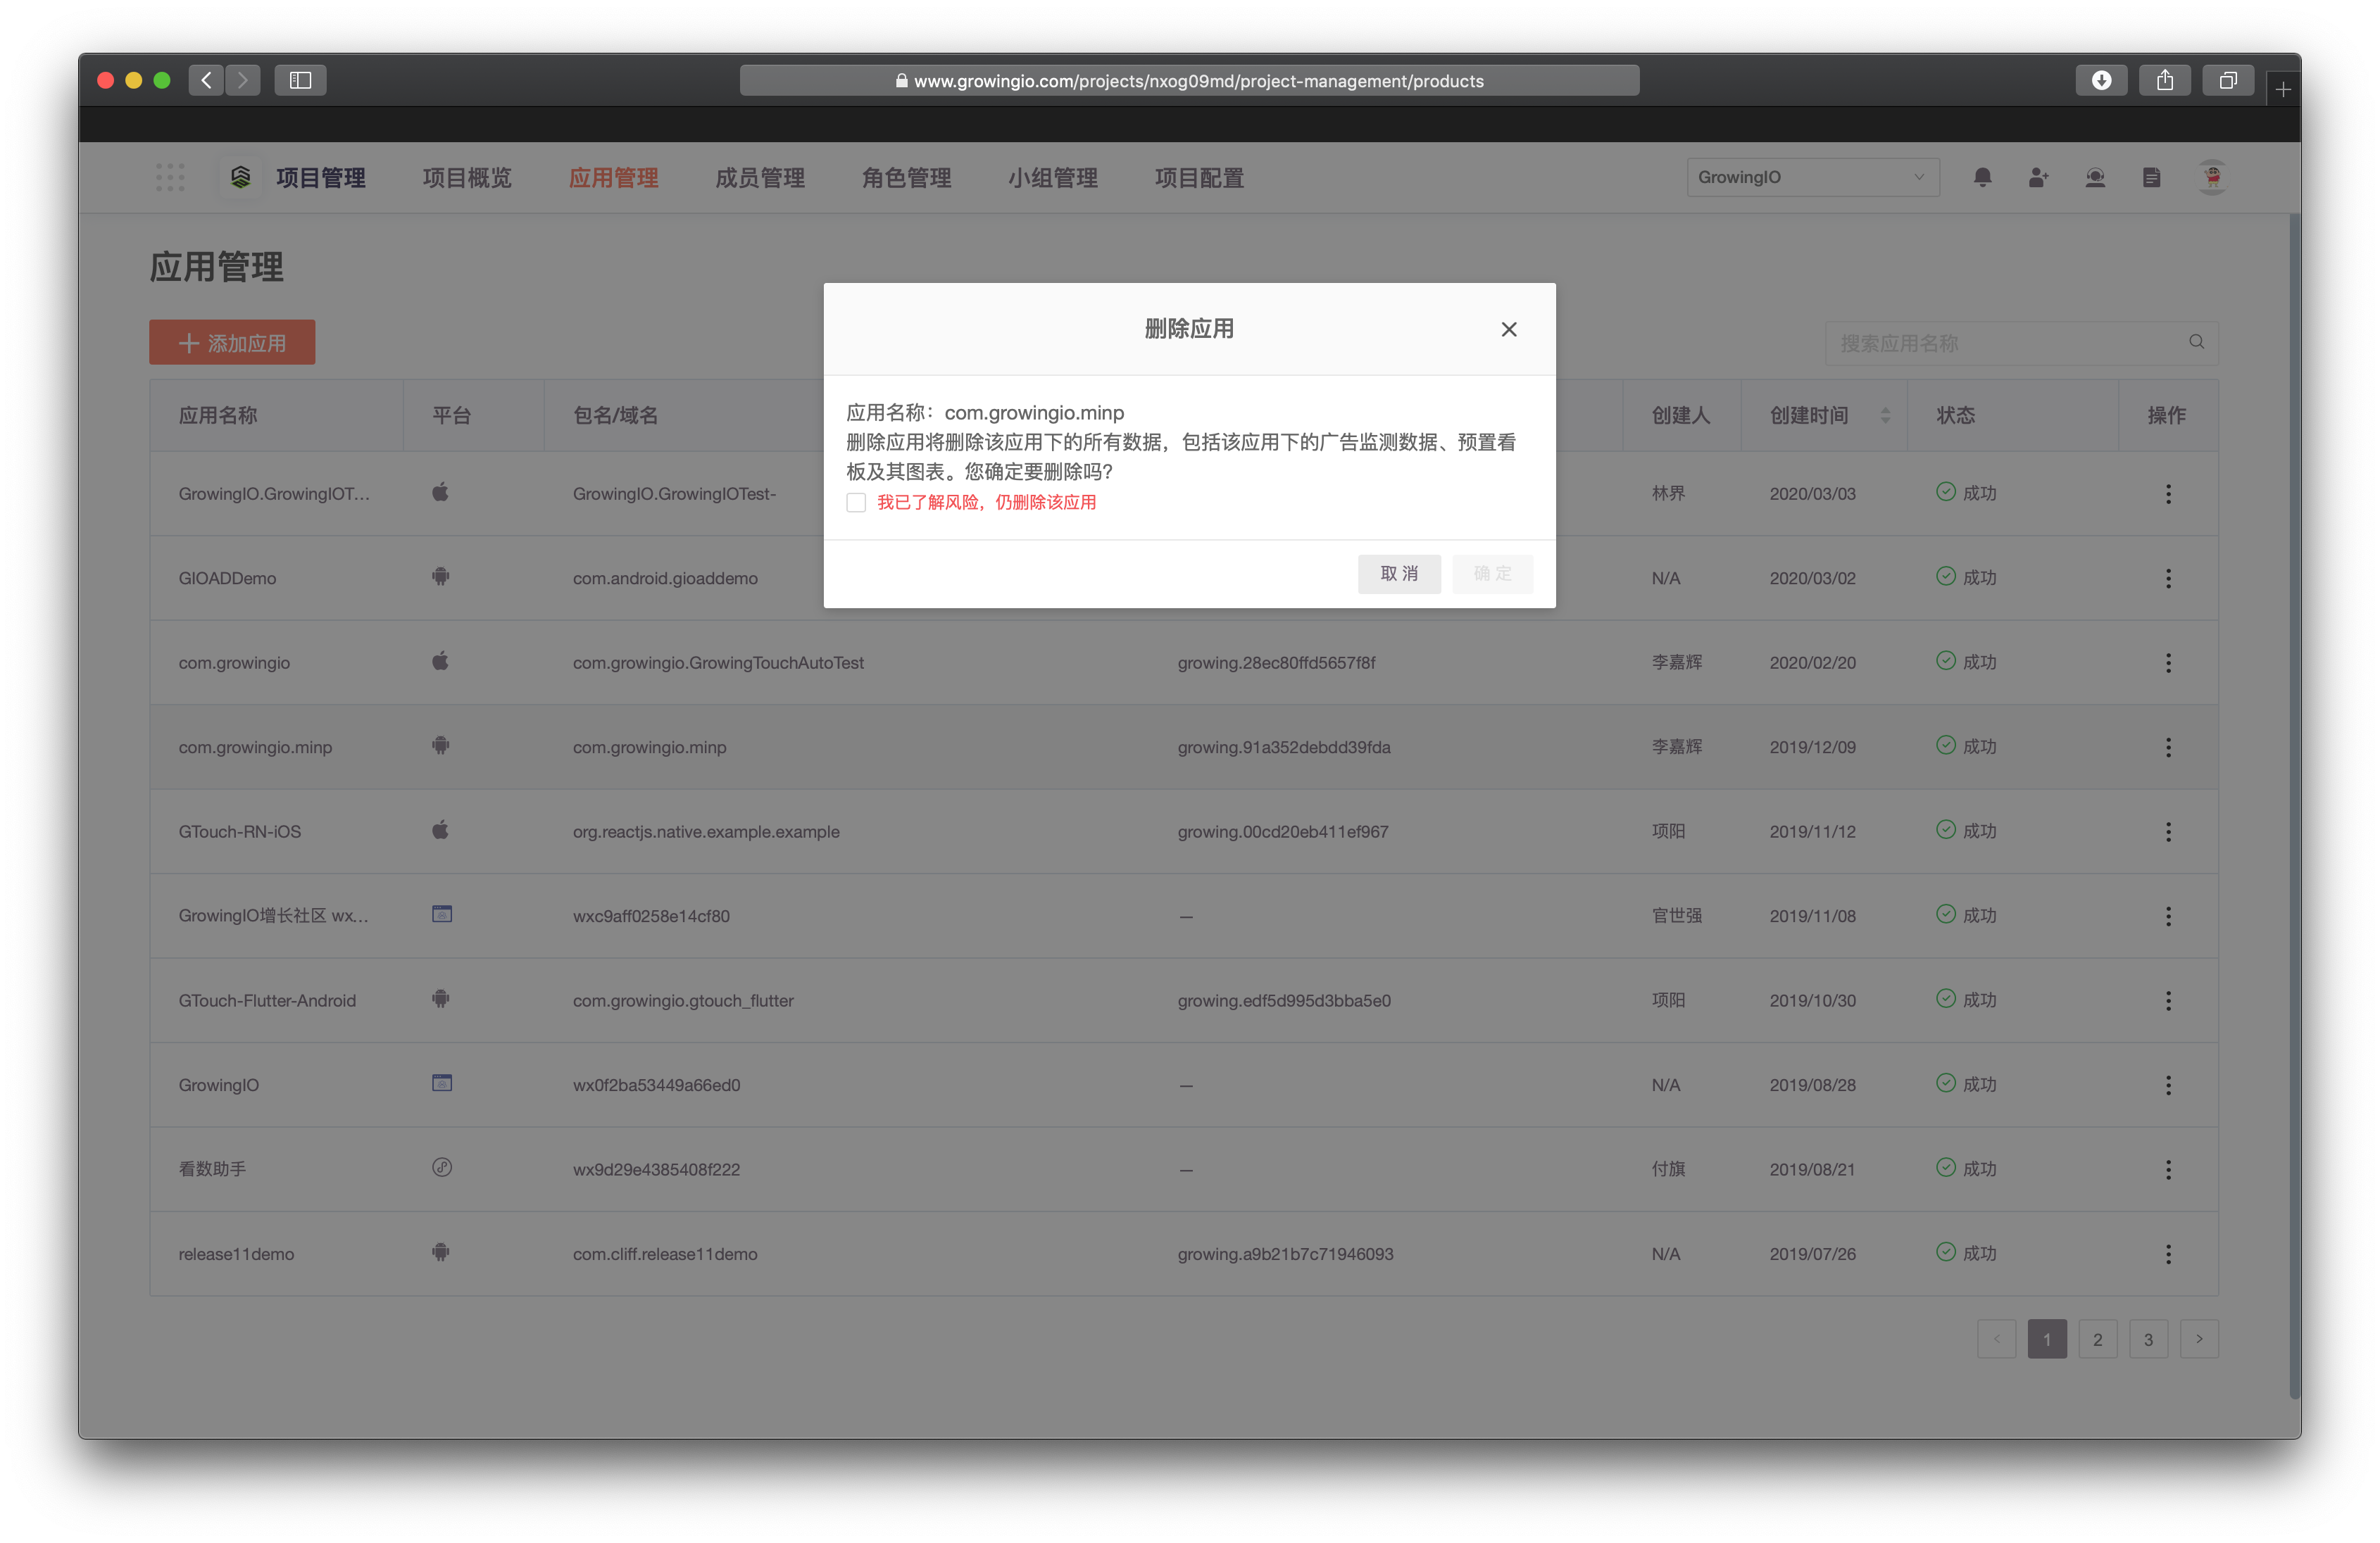 www.growingio.com/projects/nxog09md/project-management/products
项目管理 项目概览 应用管理 成员管理 角色管理 小组管理 项目配置 GrowingIO
应用管理
添加应用 搜索应用名称
删除应用
应用名称：com.growingio.minp
删除应用将删除该应用下的所有数据，包括该应用下的广告监测数据、预置看
板及其图表。您确定要删除吗？
我已了解风险，仍删除该应用
取 消 确 定
应用名称 平台 包名/域名 创建人 创建时间 状态 操作
GrowingIO.GrowingIOT... GrowingIO.GrowingIOTest- 林界 2020/03/03 成功
GIOADDemo com.android.gioaddemo N/A 2020/03/02 成功
com.growingio com.growingio.GrowingTouchAutoTest growing.28ec80ffd5657f8f 李嘉辉 2020/02/20 成功
com.growingio.minp com.growingio.minp growing.91a352debdd39fda 李嘉辉 2019/12/09 成功
GTouch-RN-iOS org.reactjs.native.example.example growing.00cd20eb411ef967 项阳 2019/11/12 成功
GrowingIO增长社区 wx... wxc9aff0258e14cf80 — 官世强 2019/11/08 成功
GTouch-Flutter-Android com.growingio.gtouch_flutter growing.edf5d995d3bba5e0 项阳 2019/10/30 成功
GrowingIO wx0f2ba53449a66ed0 — N/A 2019/08/28 成功
看数助手 wx9d29e4385408f222 — 付旗 2019/08/21 成功
release11demo com.cliff.release11demo growing.a9b21b7c71946093 N/A 2019/07/26 成功
1 2 3